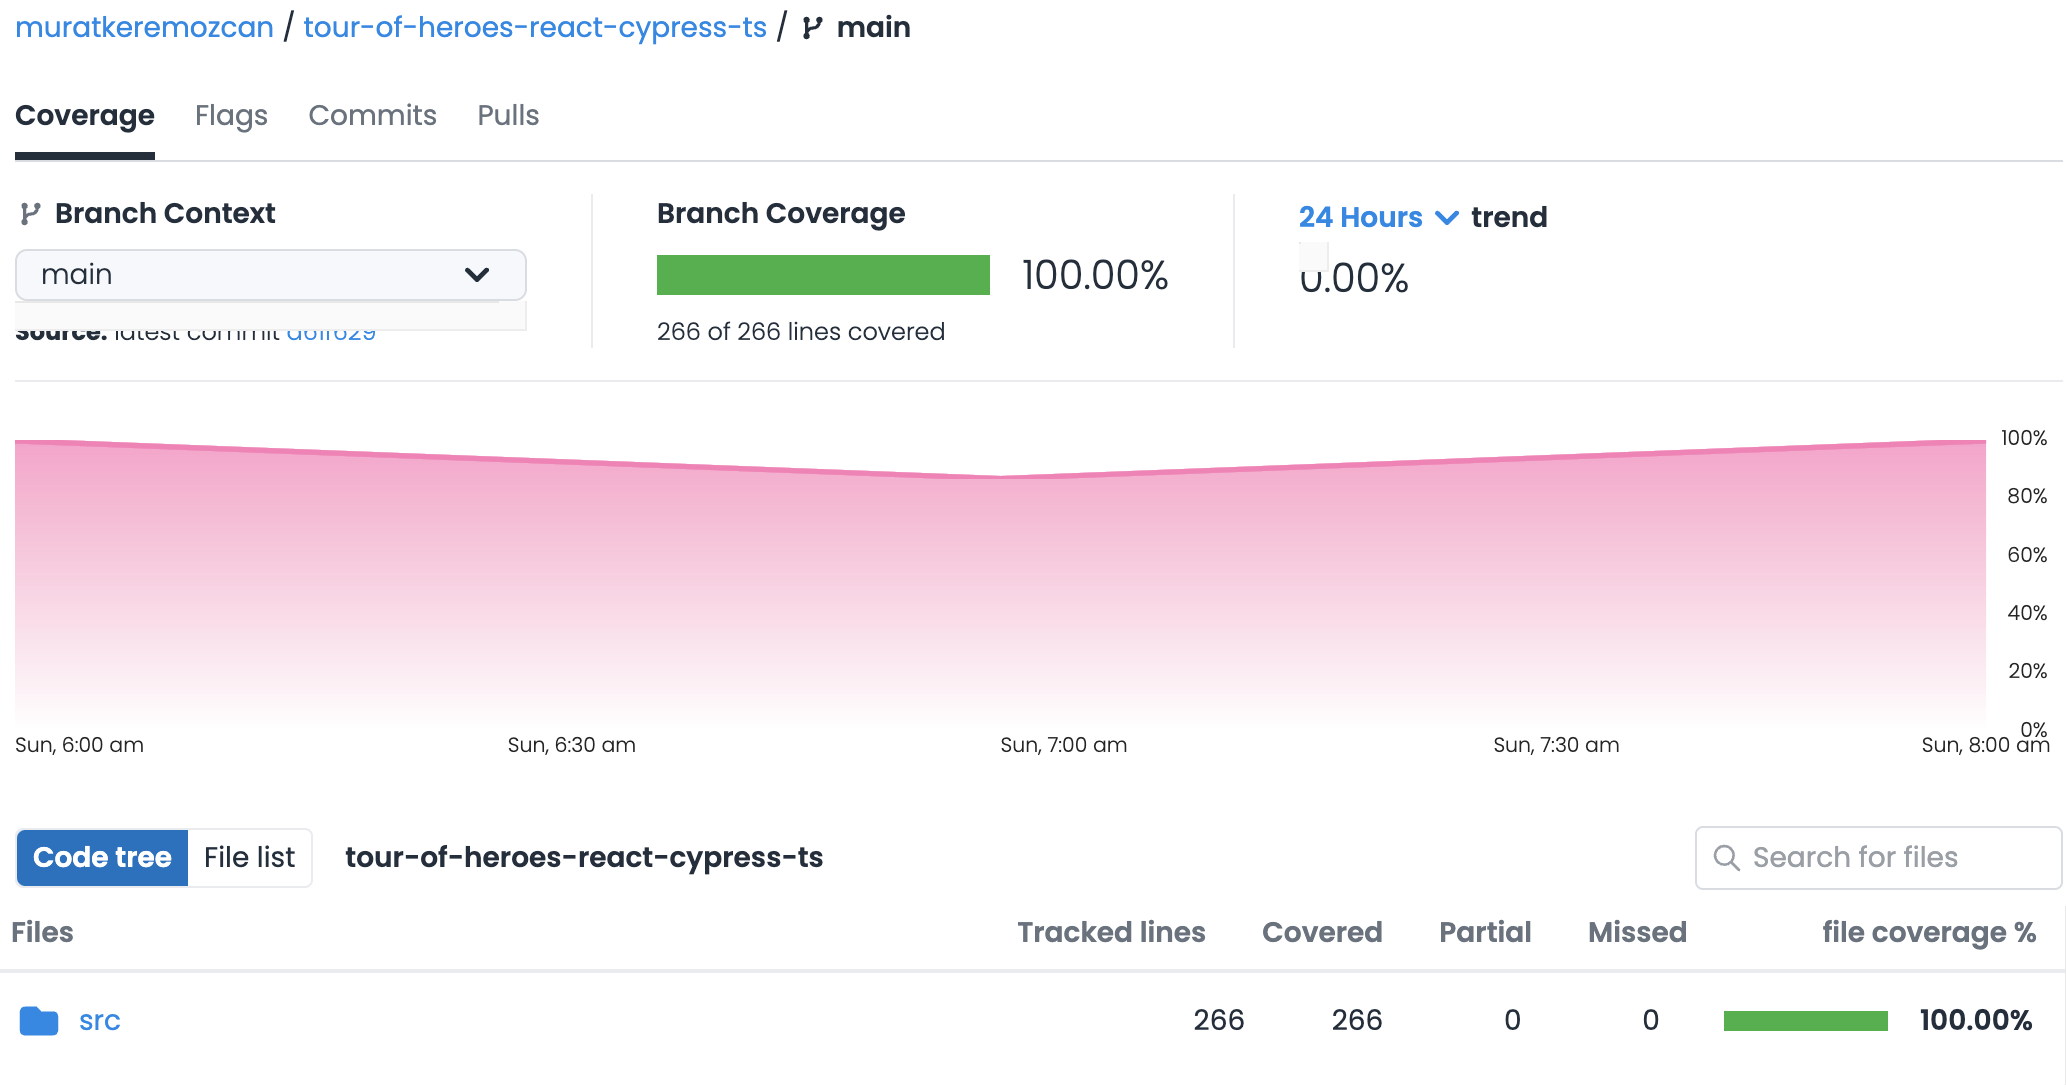 muratkeremozcan / tour-of-heroes-react-cypress-ts / main
Coverage Flags Commits Pulls
Branch Context
main
Source: latest commit
Branch Coverage
100.00%
266 of 266 lines covered
24 Hours trend
0.00%
100%
80%
60%
40%
20%
0%
Sun, 6:00 am Sun, 6:30 am Sun, 7:00 am Sun, 7:30 am Sun, 8:00 am
Code tree File list tour-of-heroes-react-cypress-ts Search for files
Files Tracked lines Covered Partial Missed file coverage %
src 266 266 0 0 100.00%